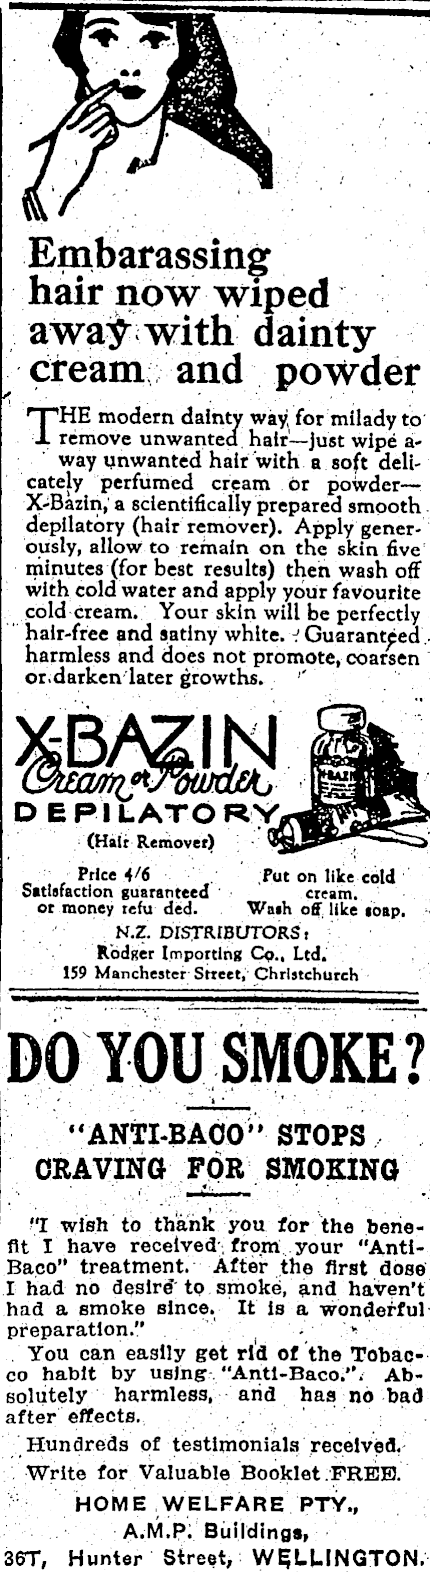 Embarassing
hair now wiped
away with dainty
cream and powder
THE modern dainty way for milady to
remove unwanted hair—just wipe a-
way unwanted hair with a soft deli-
cately perfumed cream or powder—
X-Bazin, a scientifically prepared smooth
depilatory (hair remover). Apply gener-
ously, allow to remain on the skin five
minutes (for best results) then wash off
with cold water and apply your favourite
cold cream. Your skin will be perfectly
hair-free and satiny white. Guaranteed
harmless and does not promote, coarsen
or darken later growths.
X-BAZIN
Cream or Powder
DEPILATORY
(Hair Remover)
X-BAZIN
Price 4/6
Satisfaction guaranteed
or money refu ded.
Put on like cold
cream.
Wash off like soap.
N.Z. DISTRIBUTORS:
Rodger Importing Co., Ltd.
159 Manchester Street, Christchurch
DO YOU SMOKE?
"ANTI-BACO" STOPS
CRAVING FOR SMOKING
"I wish to thank you for the bene-
fit I have received from your "Anti-
Baco" treatment. After the first dose
I had no desire to smoke, and haven't
had a smoke since. It is a wonderful
preparation."
You can easily get rid of the Tobac-
co habit by using "Anti-Baco." Ab-
solutely harmless, and has no bad
after effects.
Hundreds of testimonials received.
Write for Valuable Booklet FREE.
HOME WELFARE PTY.,
A.M.P. Buildings,
36T, Hunter Street, WELLINGTON.